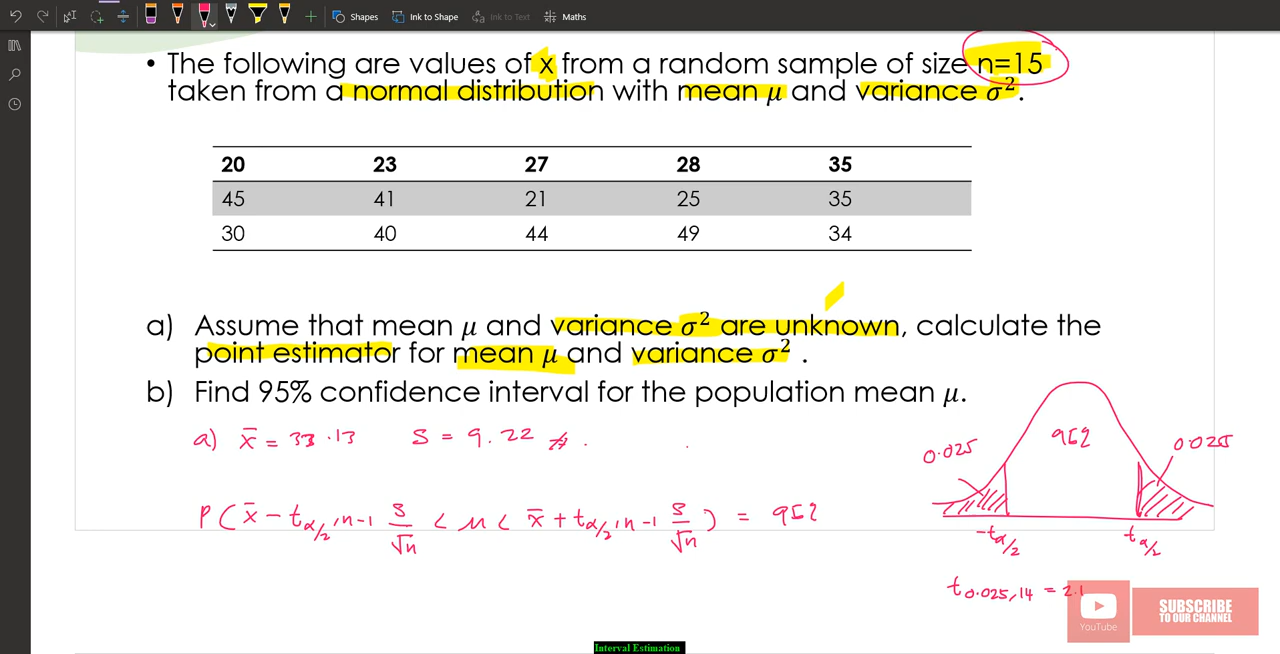 Shapes Ink to Shape Ink to Text Maths
• The following are values of x from a random sample of size n=15
taken from a normal distribution with mean μ and variance σ².
20 23 27 28 35
45 41 21 25 35
30 40 44 49 34
a) Assume that mean μ and variance σ² are unknown, calculate the
point estimator for mean μ and variance σ² .
b) Find 95% confidence interval for the population mean μ.
a) x̄ = 33.13 S = 9.22
0.025 95% 0.025
P( x̄ - t α/2, n-1 S/√n < μ < x̄ + t α/2, n-1 S/√n ) = 95%
-t α/2 t α/2
t 0.025, 14 = 2.1
YouTube
SUBSCRIBE
TO OUR CHANNEL
Interval Estimation